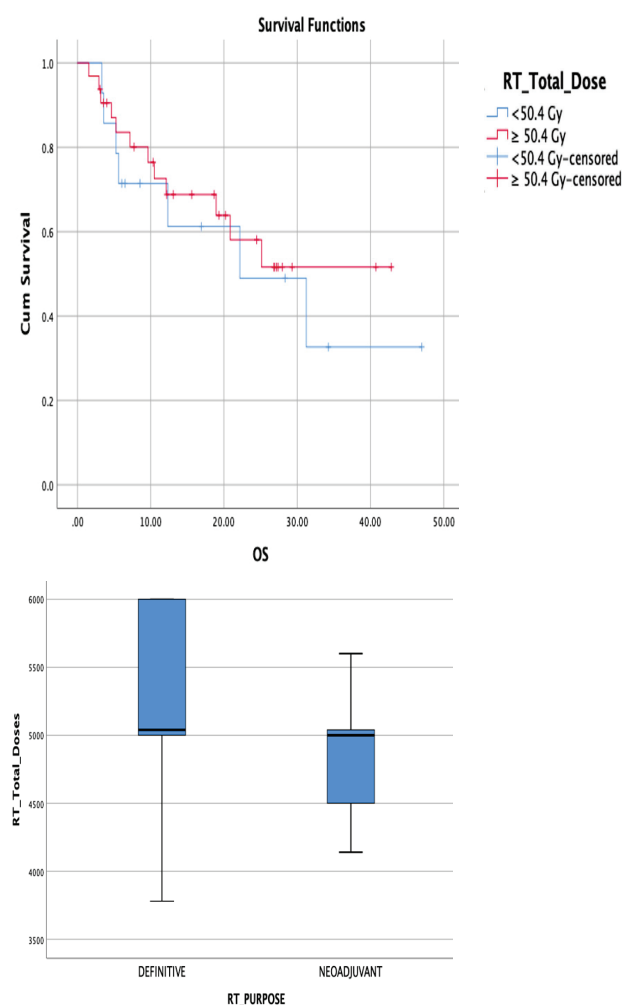 Survival Functions
RT_Total_Dose
<50.4 Gy
≥ 50.4 Gy
<50.4 Gy-censored
≥ 50.4 Gy-censored
Cum Survival
1.0
0.8
0.6
0.4
0.2
0.0
.00 10.00 20.00 30.00 40.00 50.00
OS
RT_Total_Doses
6000
5500
5000
4500
4000
3500
DEFINITIVE NEOADJUVANT
RT_PURPOSE